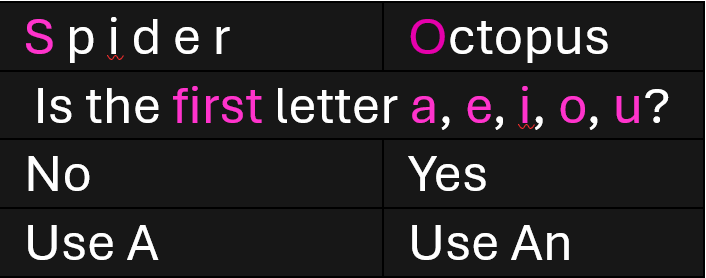 S p i d e r Octopus
Is the first letter a, e, i, o, u?
No Yes
Use A Use An